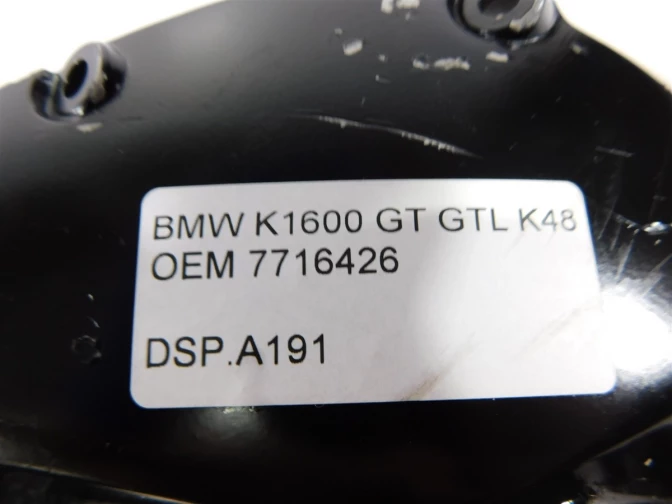 BMW K1600 GT GTL K48
OEM 7716426
DSP.A191